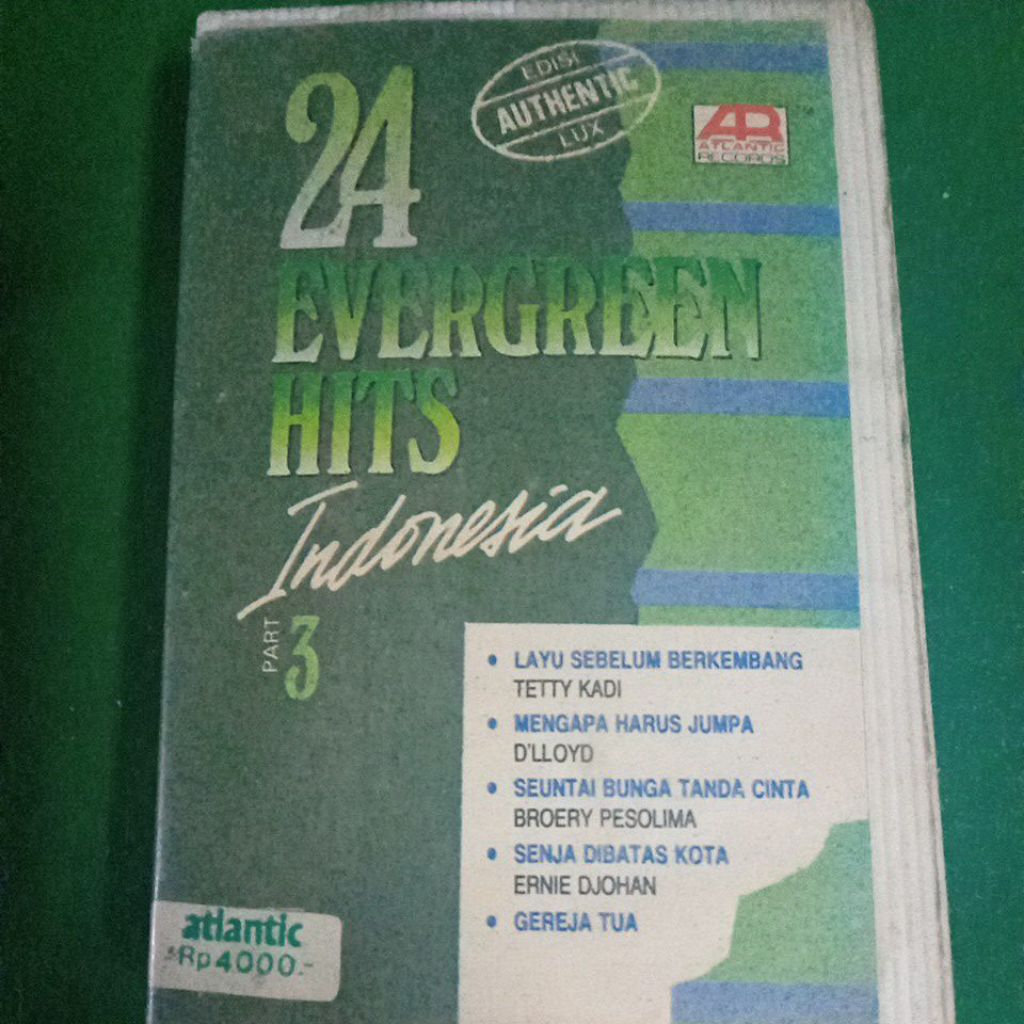 24
EDISI
AUTHENTIC
LUX
AR
ATLANTIC
RECORDS
EVERGREEN
HITS
Indonesia
PART 3
• LAYU SEBELUM BERKEMBANG
TETTY KADI
• MENGAPA HARUS JUMPA
D'LLOYD
• SEUNTAI BUNGA TANDA CINTA
BROERY PESOLIMA
• SENJA DIBATAS KOTA
ERNIE DJOHAN
• GEREJA TUA
atlantic
*Rp 4000.-